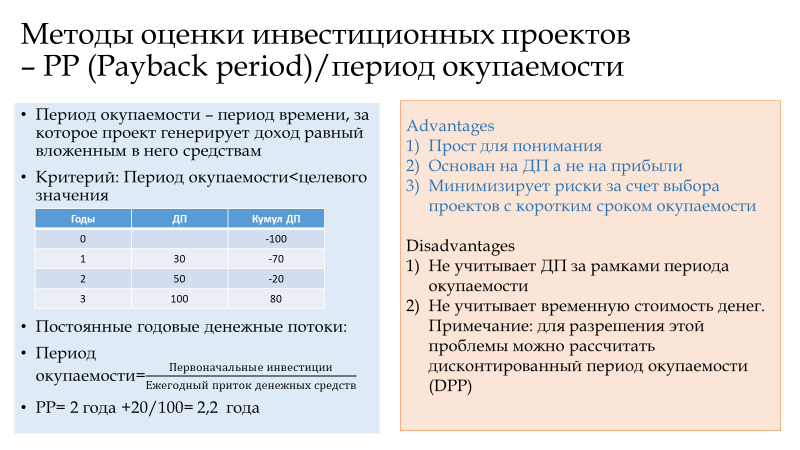 Методы оценки инвестиционных проектов
– PP (Payback period)/период окупаемости
• Период окупаемости – период времени, за
которое проект генерирует доход равный
вложенным в него средствам
• Критерий: Период окупаемости<целевого
значения
Годы ДП Кумул ДП
0 -100
1 30 -70
2 50 -20
3 100 80
• Постоянные годовые денежные потоки:
• Период
окупаемости=Первоначальные инвестиции
Ежегодный приток денежных средств
• PP= 2 года +20/100= 2,2 года
Advantages
1) Прост для понимания
2) Основан на ДП а не на прибыли
3) Минимизирует риски за счет выбора
проектов с коротким сроком окупаемости
Disadvantages
1) Не учитывает ДП за рамками периода
окупаемости
2) Не учитывает временную стоимость денег.
Примечание: для разрешения этой
проблемы можно рассчитать
дисконтированный период окупаемости
(DPP)